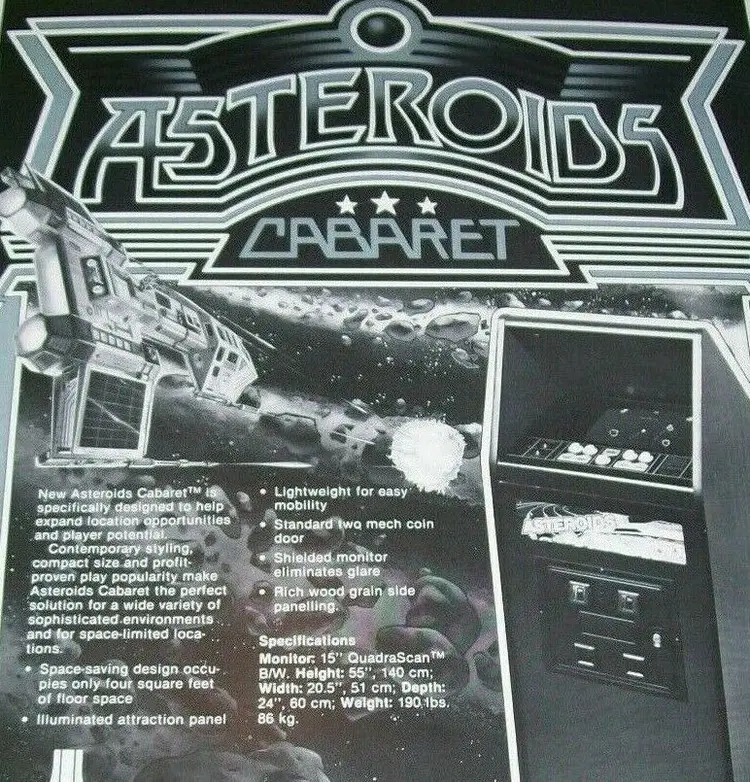 ASTEROIDS
CABARET
New Asteroids Cabaret™ is
specifically designed to help
expand location opportunities
and player potential.
Contemporary styling,
compact size and profit-
proven play popularity make
Asteroids Cabaret the perfect
solution for a wide variety of
sophisticated environments
and for space-limited loca-
tions.
• Space-saving design occu-
pies only four square feet
of floor space
• Illuminated attraction panel
• Lightweight for easy
mobility
• Standard two mech coin
door
• Shielded monitor
eliminates glare
• Rich wood grain side
panelling.
Specifications
Monitor: 15" QuadraScan™
B/W. Height: 55", 140 cm;
Width: 20.5", 51 cm; Depth:
24", 60 cm; Weight: 190 lbs.
86 kg.
ASTEROIDS